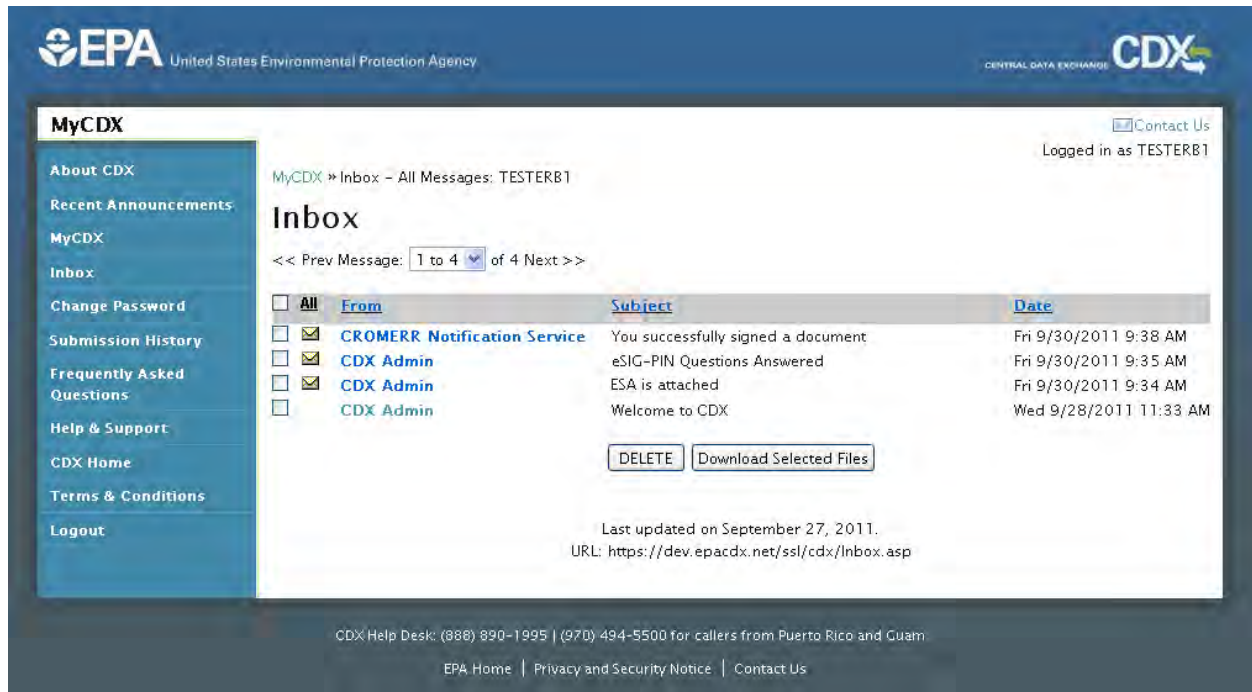 EPA United States Environmental Protection Agency
CENTRAL DATA EXCHANGE CDX
MyCDX
Contact Us
Logged in as TESTERB1
About CDX
Recent Announcements
MyCDX
Inbox
Change Password
Submission History
Frequently Asked
Questions
Help & Support
CDX Home
Terms & Conditions
Logout
MyCDX » Inbox - All Messages: TESTERB1
Inbox
<< Prev Message: 1 to 4 of 4 Next >>
All From Subject Date
CROMERR Notification Service You successfully signed a document Fri 9/30/2011 9:38 AM
CDX Admin eSIG-PIN Questions Answered Fri 9/30/2011 9:35 AM
CDX Admin ESA is attached Fri 9/30/2011 9:34 AM
CDX Admin Welcome to CDX Wed 9/28/2011 11:33 AM
DELETE Download Selected Files
Last updated on September 27, 2011.
URL: https://dev.epacdx.net/ssl/cdx/Inbox.asp
CDX Help Desk: (888) 890-1995 | (970) 494-5500 for callers from Puerto Rico and Guam
EPA Home | Privacy and Security Notice | Contact Us